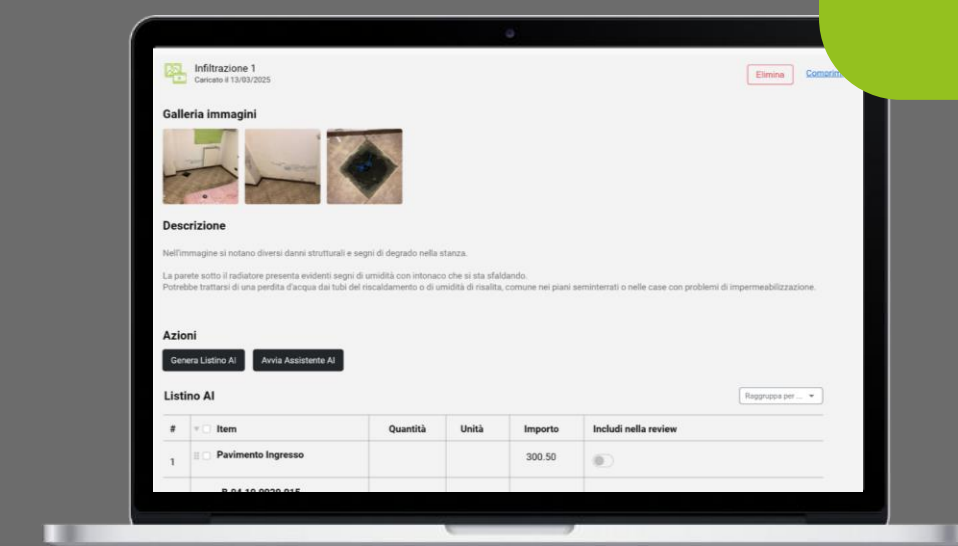 Infiltrazione 1
Caricato il 13/03/2025
Elimina
Galleria immagini
Descrizione
Nell'immagine si notano diversi danni strutturali e segni di degrado nella stanza.
La parete sotto il radiatore presenta evidenti segni di umidità con intonaco che si sta sfaldando.
Potrebbe trattarsi di una perdita d'acqua dai tubi del riscaldamento o di umidità di risalita, comune nei piani seminterrati o nelle case con problemi di impermeabilizzazione.
Azioni
Genera Listino AI Avvia Assistente AI
Listino AI Raggruppa per ...
# Item Quantità Unità Importo Includi nella review
1 Pavimento Ingresso 300.50